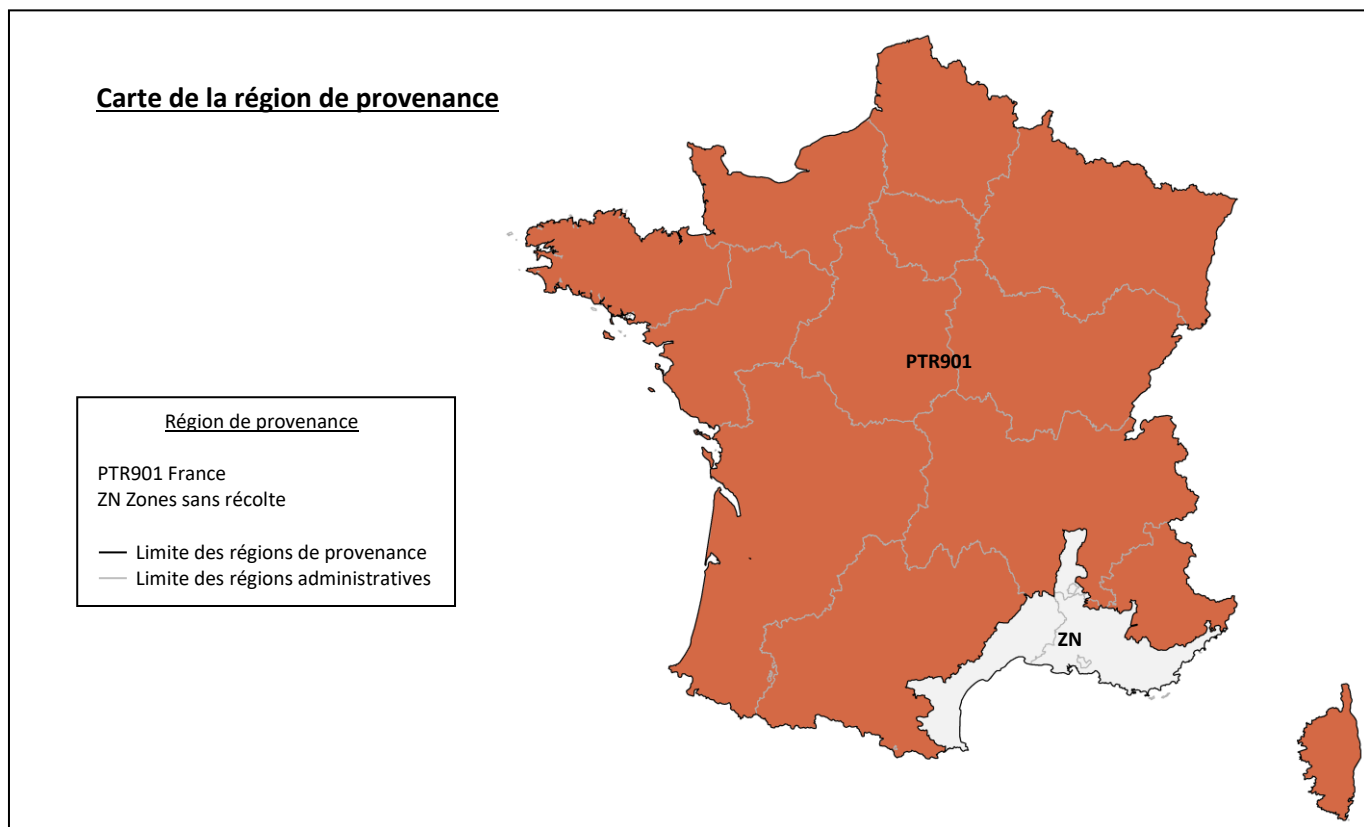 Carte de la région de provenance
PTR901
Région de provenance
PTR901 France
ZN Zones sans récolte
Limite des régions de provenance
Limite des régions administratives
ZN